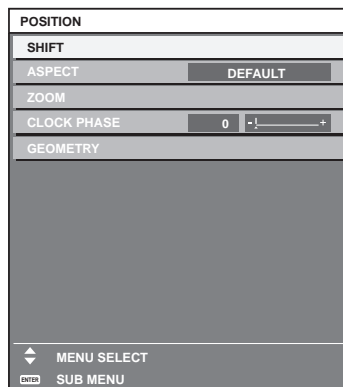 POSITION
SHIFT
ASPECT DEFAULT
ZOOM
CLOCK PHASE 0 - +
GEOMETRY
MENU SELECT
ENTER SUB MENU